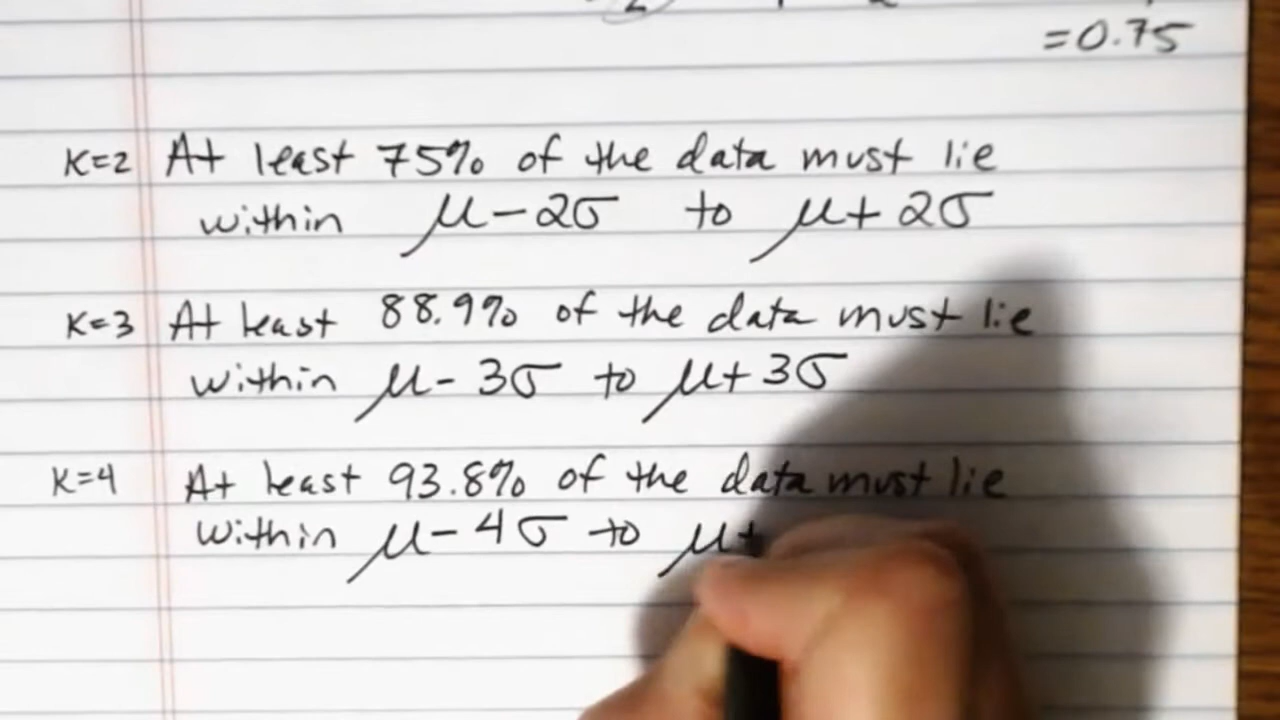 =0.75
K=2 At least 75% of the data must lie
within μ-2σ to μ+2σ
K=3 At least 88.9% of the data must lie
within μ-3σ to μ+3σ
K=4 At least 93.8% of the data must lie
within μ-4σ to μ+